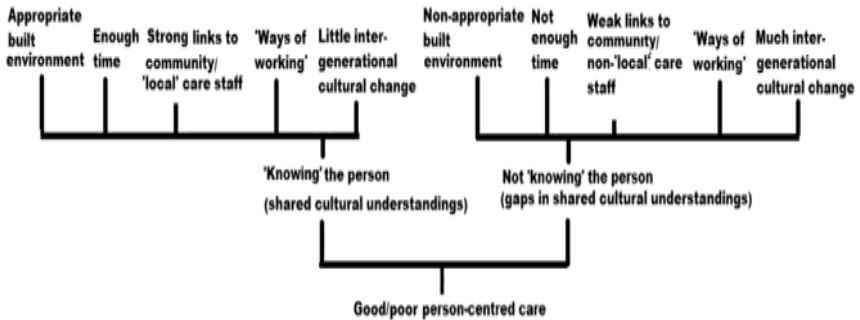 Appropriate
built
environment
Enough
time
Strong links to
community/
'local' care staff
'Ways of
working'
Little inter-
generational
cultural change
Non-appropriate
built
environment
Not
enough
time
Weak links to
community/
non-'local' care
staff
'Ways of
working'
Much inter-
generational
cultural change
'Knowing' the person
(shared cultural understandings)
Not 'knowing' the person
(gaps in shared cultural understandings)
Good/poor person-centred care